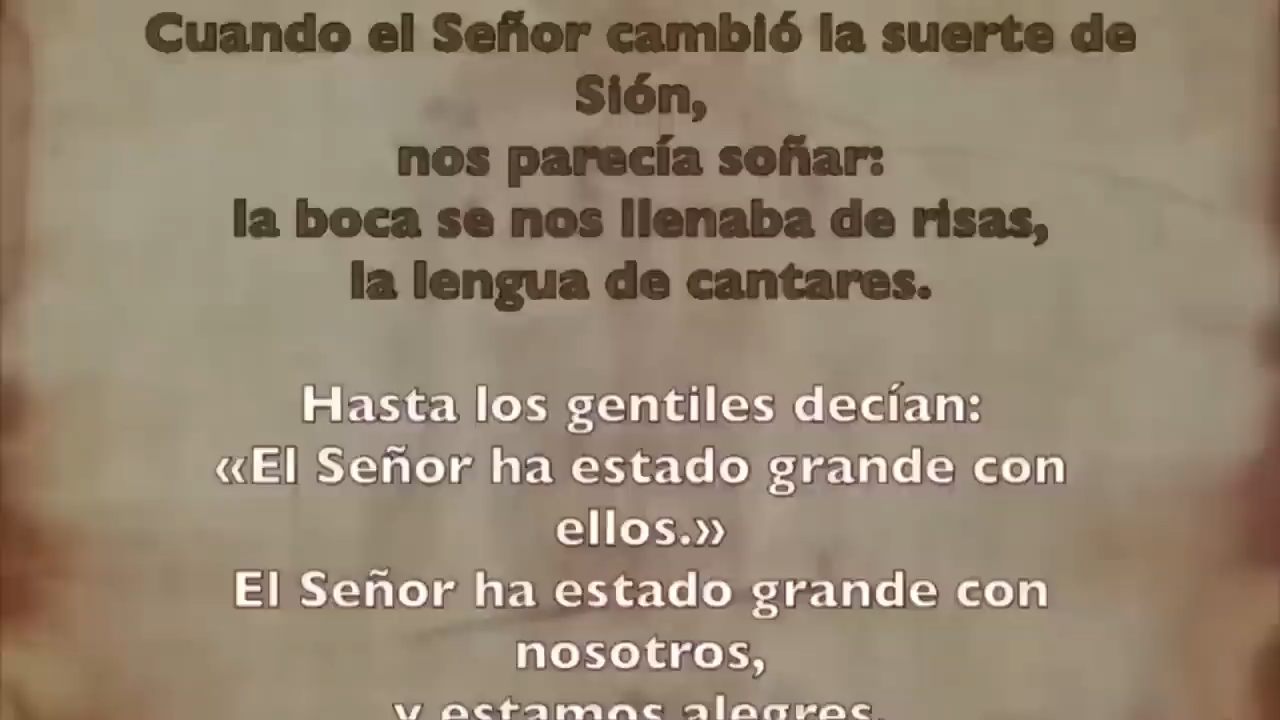 Cuando el Señor cambió la suerte de
Sión,
nos parecía soñar:
la boca se nos llenaba de risas,
la lengua de cantares.
Hasta los gentiles decían:
«El Señor ha estado grande con
ellos.»
El Señor ha estado grande con
nosotros,
y estamos alegres.